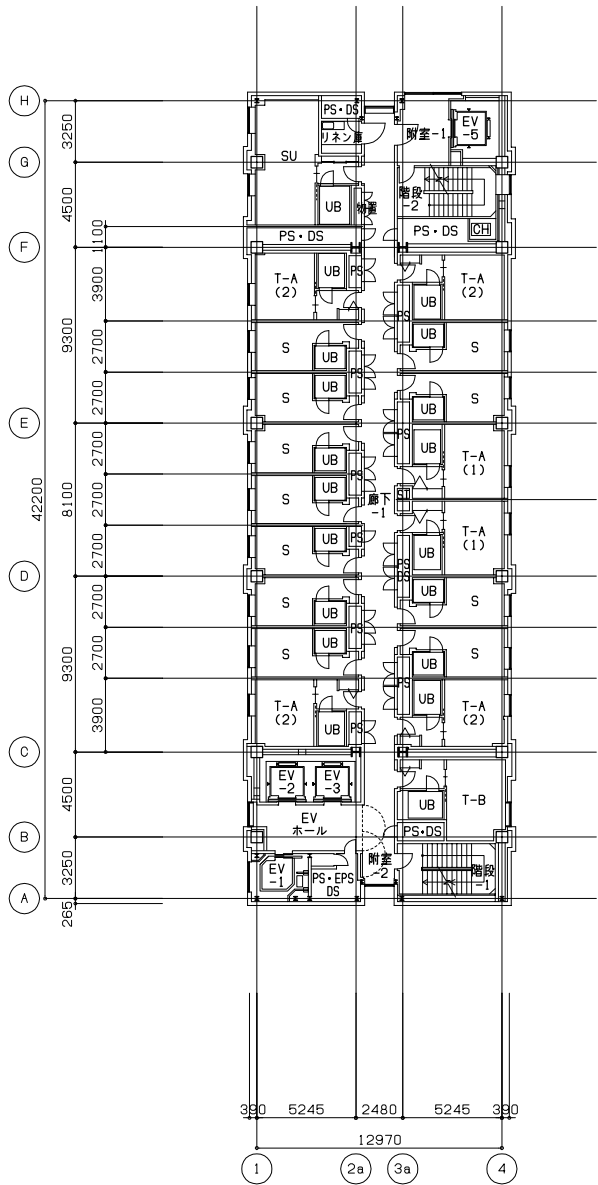 H
G
F
E
D
C
B
A
3250
4500
1100
3900
9300
2700
2700
2700
8100
2700
2700
2700
9300
2700
3900
4500
3250
265
42200
PS・DS
リネン庫
SU
UB
物置
PS・DS
附室-1
EV
-5
階段
-2
PS・DS
CH
T-A
(2)
UB
PS
UB
PS
T-A
(2)
S
UB
UB
S
PS
S
UB
UB
S
PS
S
UB
UB
T-A
(1)
PS
S
UB
廊下
-1
ST
S
UB
PS
PS
DS
UB
T-A
(1)
S
UB
UB
S
PS
S
UB
UB
S
PS
T-A
(2)
UB
PS
UB
T-A
(2)
EV
-2
EV
-3
UB
T-B
EV
ホール
PS・DS
EV
-1
PS・EPS
DS
附室
-2
階段
-1
390
5245
2480
5245
390
12970
1
2a
3a
4